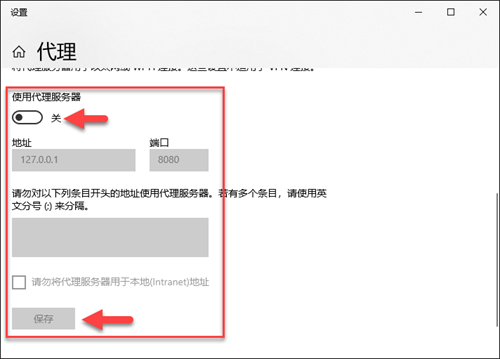 设置
代理
使用代理服务器
关
地址 端口
127.0.0.1 8080
请勿对以下列条目开头的地址使用代理服务器。若有多个条目，请使用英
文分号 (;) 来分隔。
请勿将代理服务器用于本地(Intranet)地址
保存